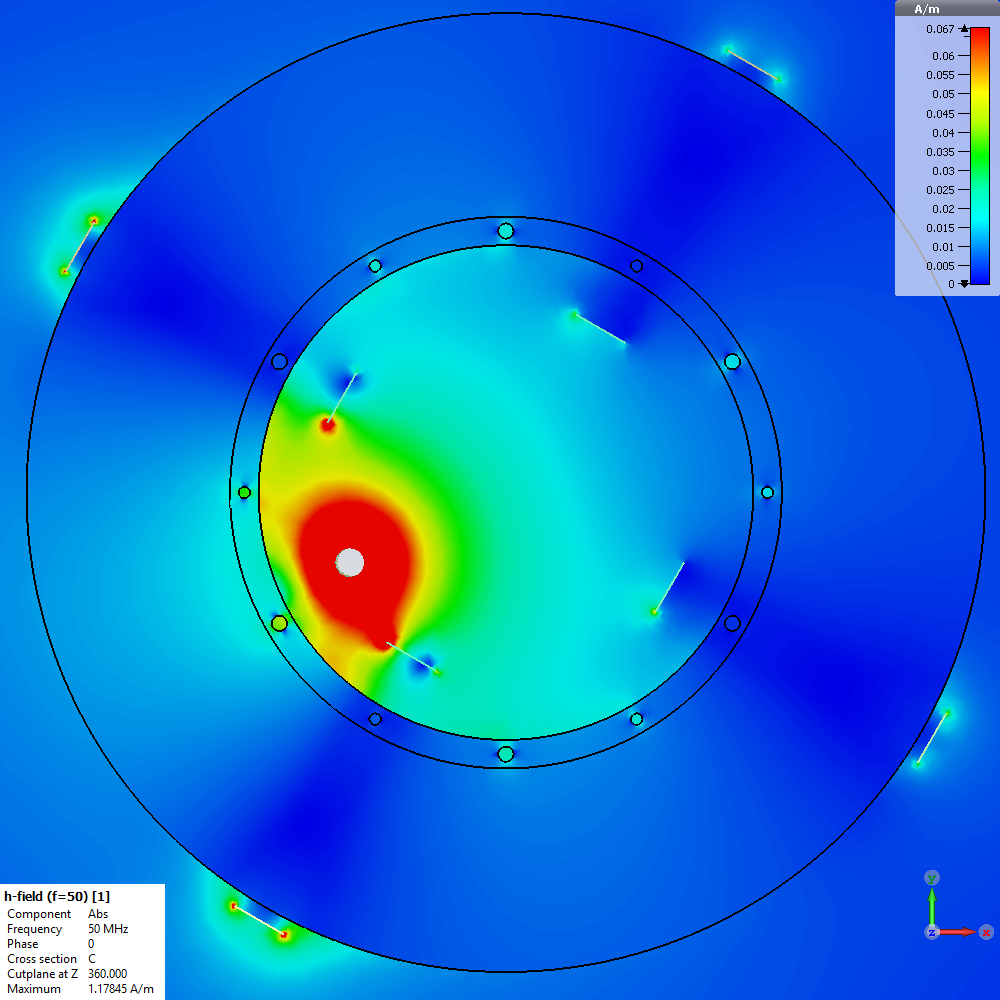 A/m
0.067
0.06
0.055
0.05
0.045
0.04
0.035
0.03
0.025
0.02
0.015
0.01
0.005
0
h-field (f=50) [1]
Component Abs
Frequency 50 MHz
Phase 0
Cross section C
Cutplane at Z 360.000
Maximum 1.17845 A/m
y
z x